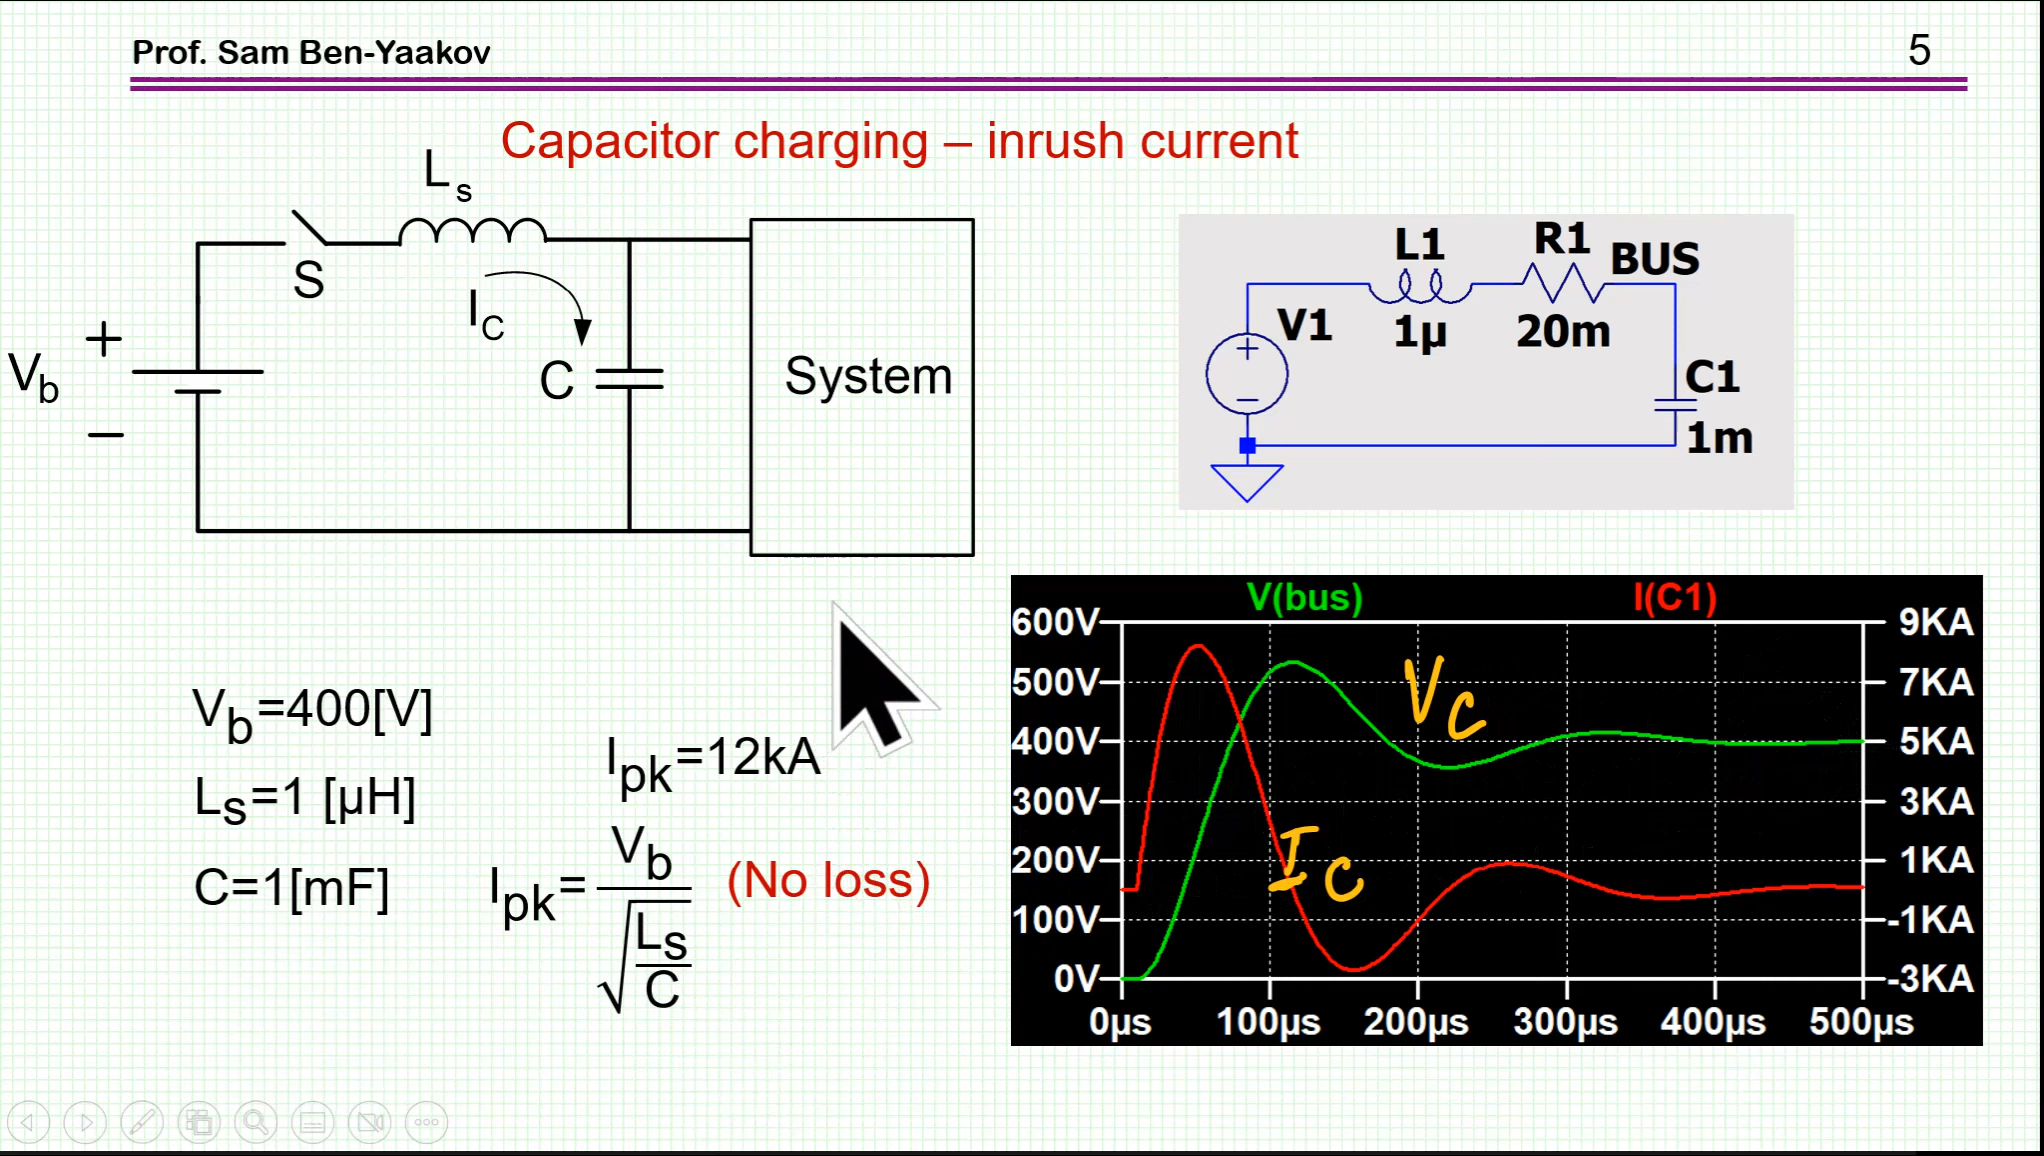 Prof. Sam Ben-Yaakov
5
Capacitor charging – inrush current
Ls
S
IC
+
Vb
–
C
System
L1
R1
BUS
V1
1µ
20m
C1
1m
Vb=400[V]
Ls=1 [µH]
C=1[mF]
Ipk=12kA
Ipk=Vb/√(Ls/C) (No loss)
V(bus) I(C1)
600V 9KA
500V 7KA
400V 5KA
300V 3KA
200V 1KA
100V -1KA
0V -3KA
VC
IC
0µs 100µs 200µs 300µs 400µs 500µs